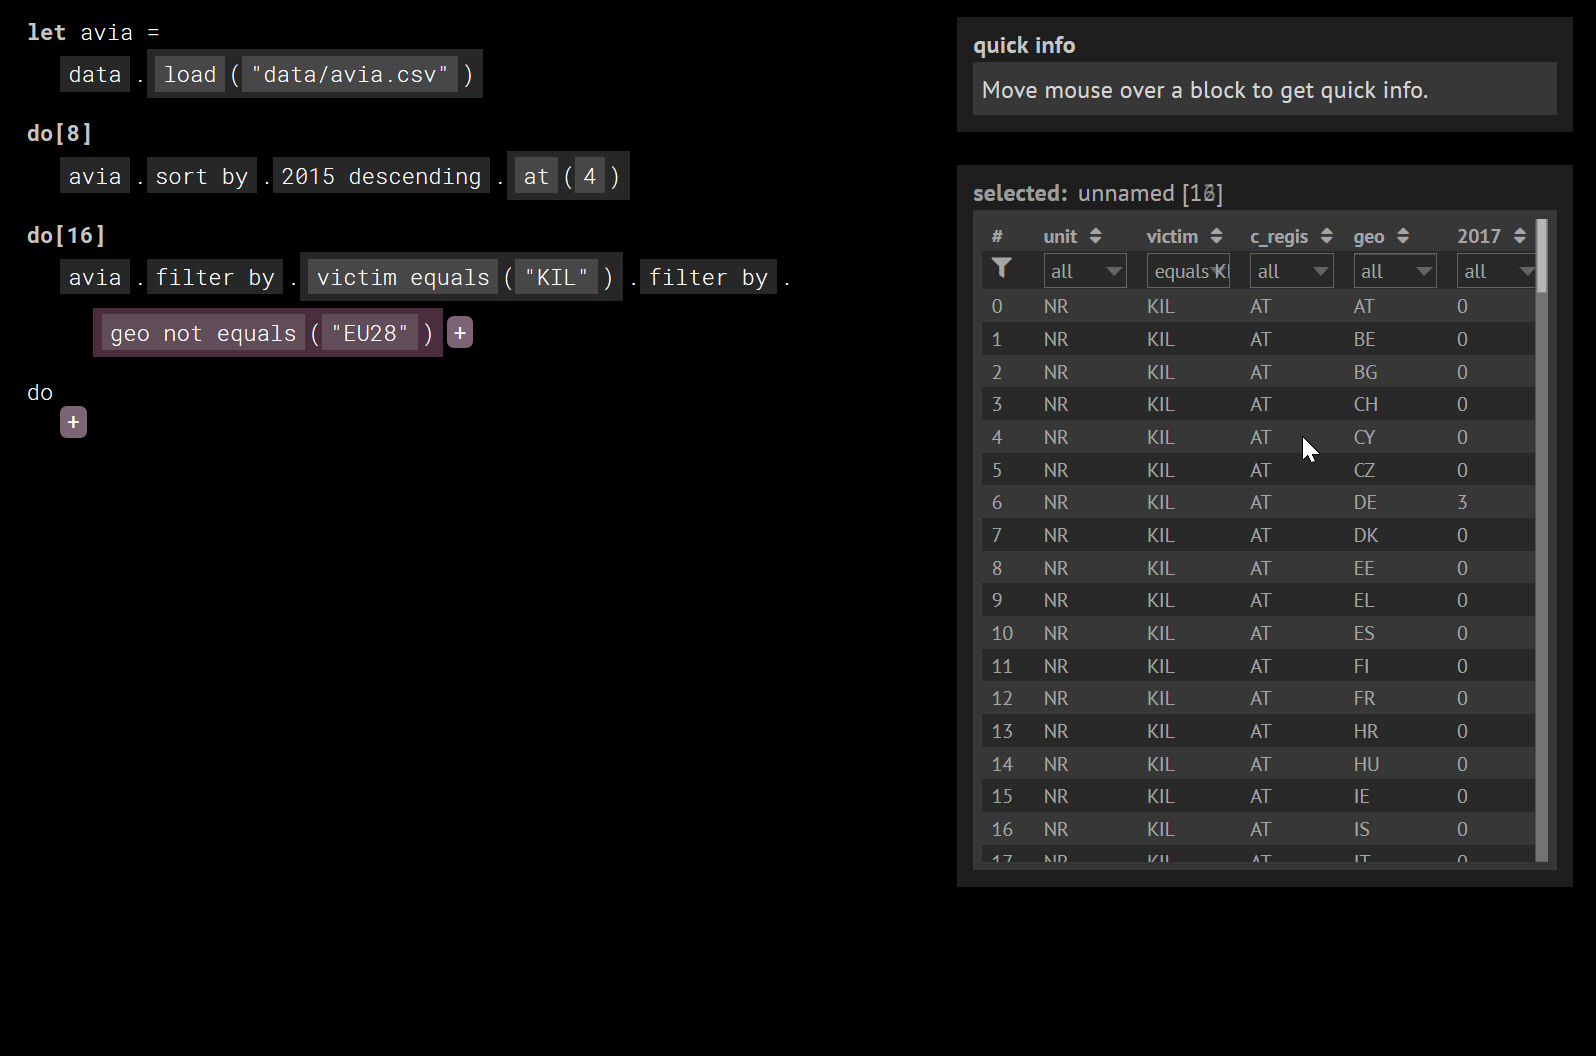 let avia =
data . load ( "data/avia.csv" )
do[8]
avia . sort by . 2015 descending . at ( 4 )
do[16]
avia . filter by . victim equals ( "KIL" ) . filter by .
geo not equals ( "EU28" ) +
do
+
quick info
Move mouse over a block to get quick info.
selected: unnamed
# unit victim c_regis geo 2017
all equals KI all all all
0 NR KIL AT AT 0
1 NR KIL AT BE 0
2 NR KIL AT BG 0
3 NR KIL AT CH 0
4 NR KIL AT CY 0
5 NR KIL AT CZ 0
6 NR KIL AT DE 3
7 NR KIL AT DK 0
8 NR KIL AT EE 0
9 NR KIL AT EL 0
10 NR KIL AT ES 0
11 NR KIL AT FI 0
12 NR KIL AT FR 0
13 NR KIL AT HR 0
14 NR KIL AT HU 0
15 NR KIL AT IE 0
16 NR KIL AT IS 0
17 NR KIL AT IT 0